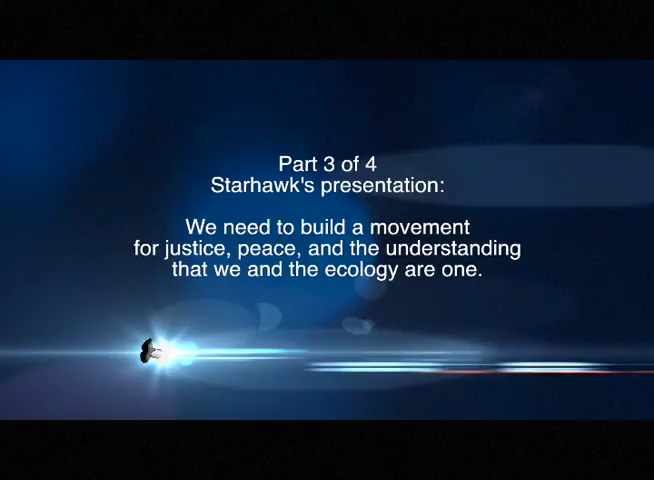 Part 3 of 4
Starhawk's presentation:
We need to build a movement
for justice, peace, and the understanding
that we and the ecology are one.